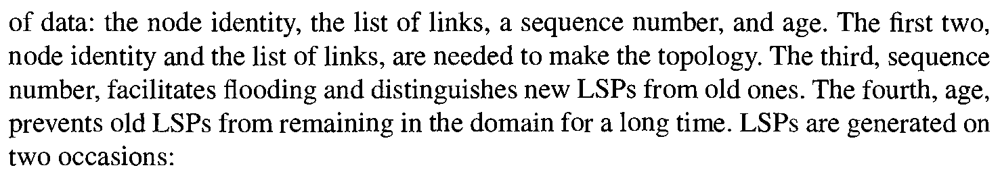 of data: the node identity, the list of links, a sequence number, and age. The first two,
node identity and the list of links, are needed to make the topology. The third, sequence
number, facilitates flooding and distinguishes new LSPs from old ones. The fourth, age,
prevents old LSPs from remaining in the domain for a long time. LSPs are generated on
two occasions: